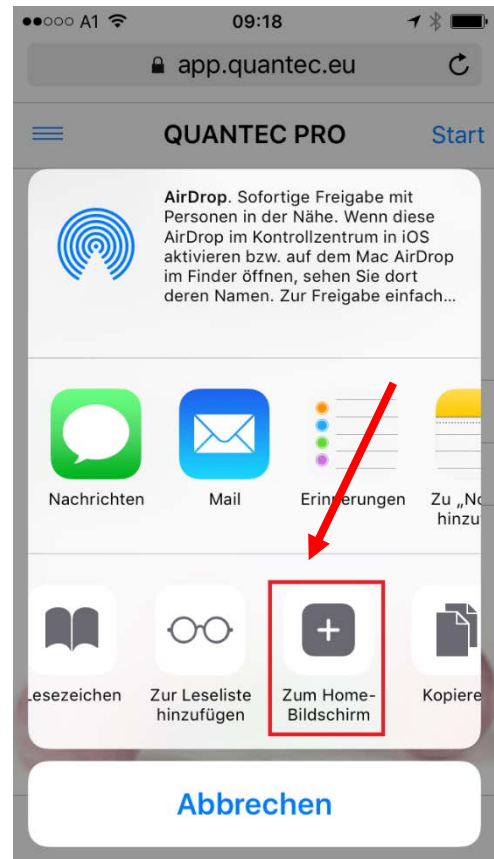 A1 09:18
app.quantec.eu
QUANTEC PRO Start
AirDrop. Sofortige Freigabe mit
Personen in der Nähe. Wenn diese
AirDrop im Kontrollzentrum in iOS
aktivieren bzw. auf dem Mac AirDrop
im Finder öffnen, sehen Sie dort
deren Namen. Zur Freigabe einfach...
Nachrichten Mail Erinnerungen Zu „No
hinzu
Lesezeichen Zur Leseliste Zum Home- Kopiere
hinzufügen Bildschirm
Abbrechen